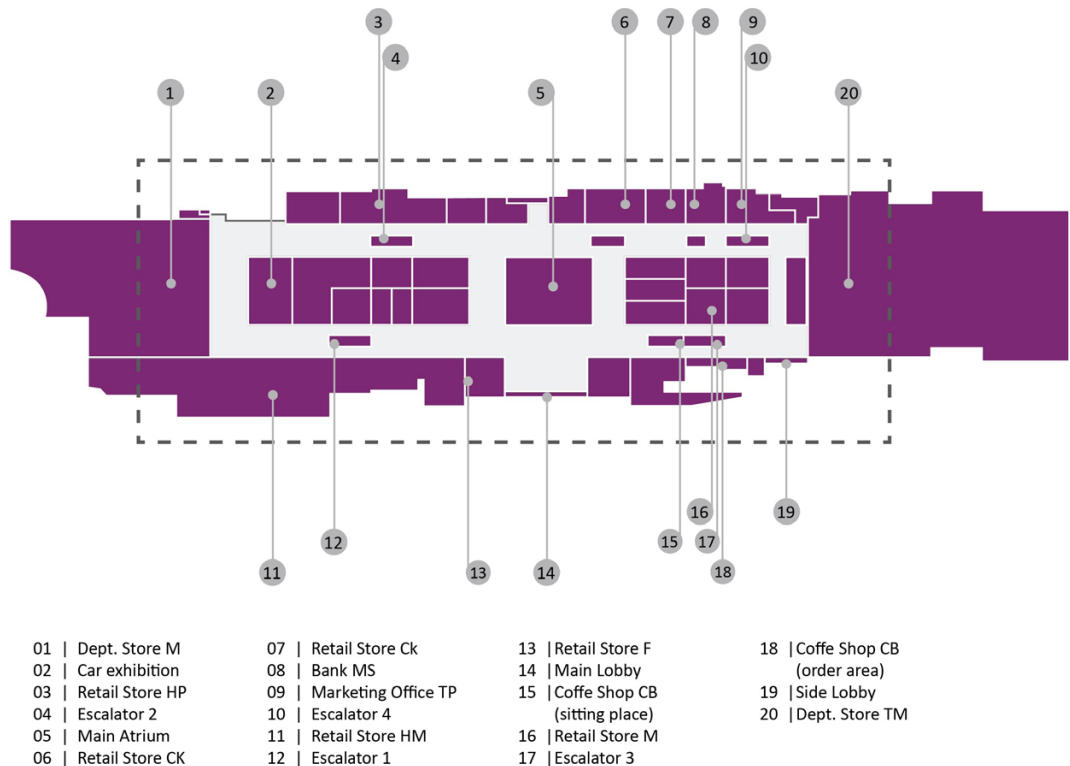 3
6
7
8
9
4
10
1
2
5
20
16
19
12
15
17
11
13
14
18
01 | Dept. Store M
02 | Car exhibition
03 | Retail Store HP
04 | Escalator 2
05 | Main Atrium
06 | Retail Store CK
07 | Retail Store Ck
08 | Bank MS
09 | Marketing Office TP
10 | Escalator 4
11 | Retail Store HM
12 | Escalator 1
13 |Retail Store F
14 |Main Lobby
15 |Coffe Shop CB
(sitting place)
16 |Retail Store M
17 |Escalator 3
18 |Coffe Shop CB
(order area)
19 |Side Lobby
20 |Dept. Store TM